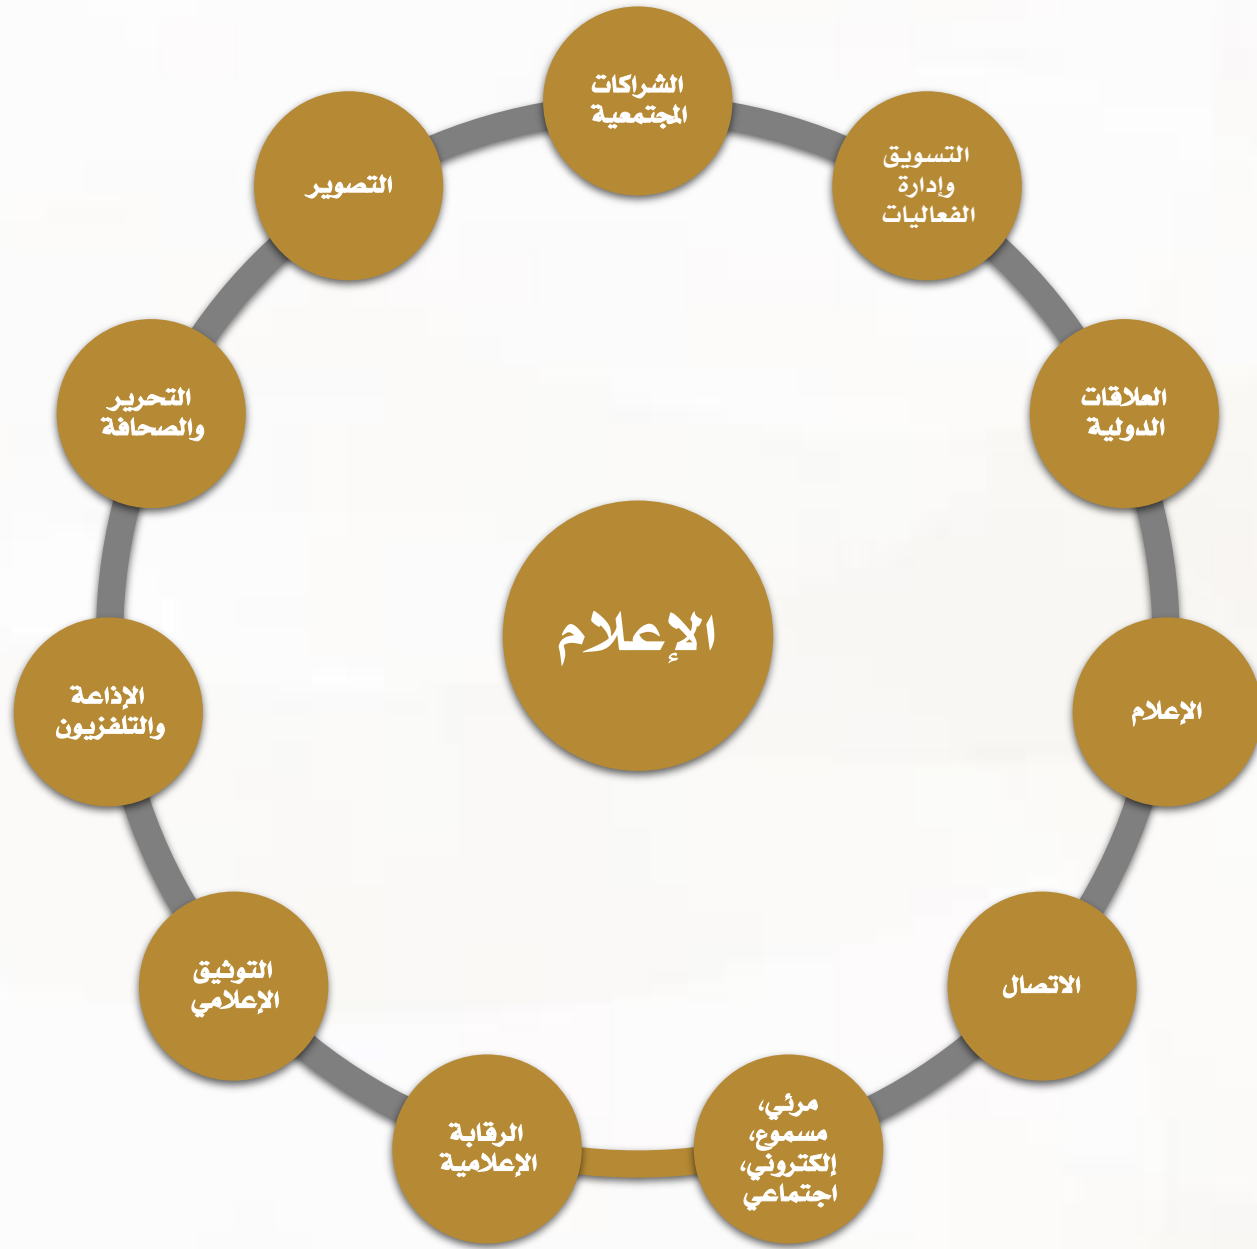 الشراكات
المجتمعية
التسويق
وإدارة
الفعاليات
العلاقات
الدولية
الإعلام
الاتصال
مرئي،
مسموع،
إلكتروني،
اجتماعي
الرقابة
الإعلامية
التوثيق
الإعلامي
الإذاعة
والتلفزيون
التحرير
والصحافة
التصوير
الإعلام